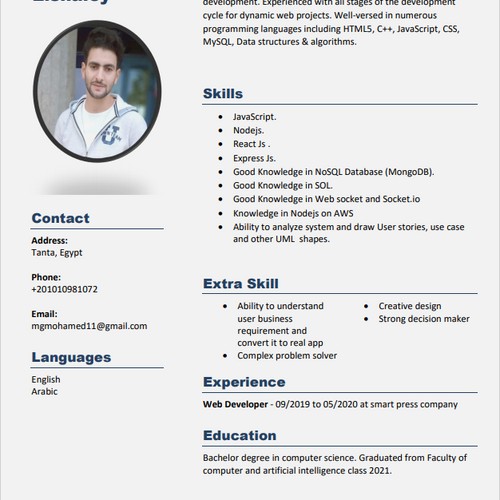 development. Experienced with all stages of the development
cycle for dynamic web projects. Well-versed in numerous
programming languages including HTML5, C++, JavaScript, CSS,
MySQL, Data structures & algorithms.
Skills
JavaScript.
Nodejs.
React Js .
Express Js.
Good Knowledge in NoSQL Database (MongoDB).
Good Knowledge in SOL.
Good Knowledge in Web socket and Socket.io
Knowledge in Nodejs on AWS
Ability to analyze system and draw User stories, use case
and other UML shapes.
Contact
Address:
Tanta, Egypt
Phone:
+201010981072
Email:
mgmohamed11@gmail.com
Languages
English
Arabic
Extra Skill
Ability to understand
user business
requirement and
convert it to real app
Complex problem solver
Creative design
Strong decision maker
Experience
Web Developer - 09/2019 to 05/2020 at smart press company
Education
Bachelor degree in computer science. Graduated from Faculty of
computer and artificial intelligence class 2021.